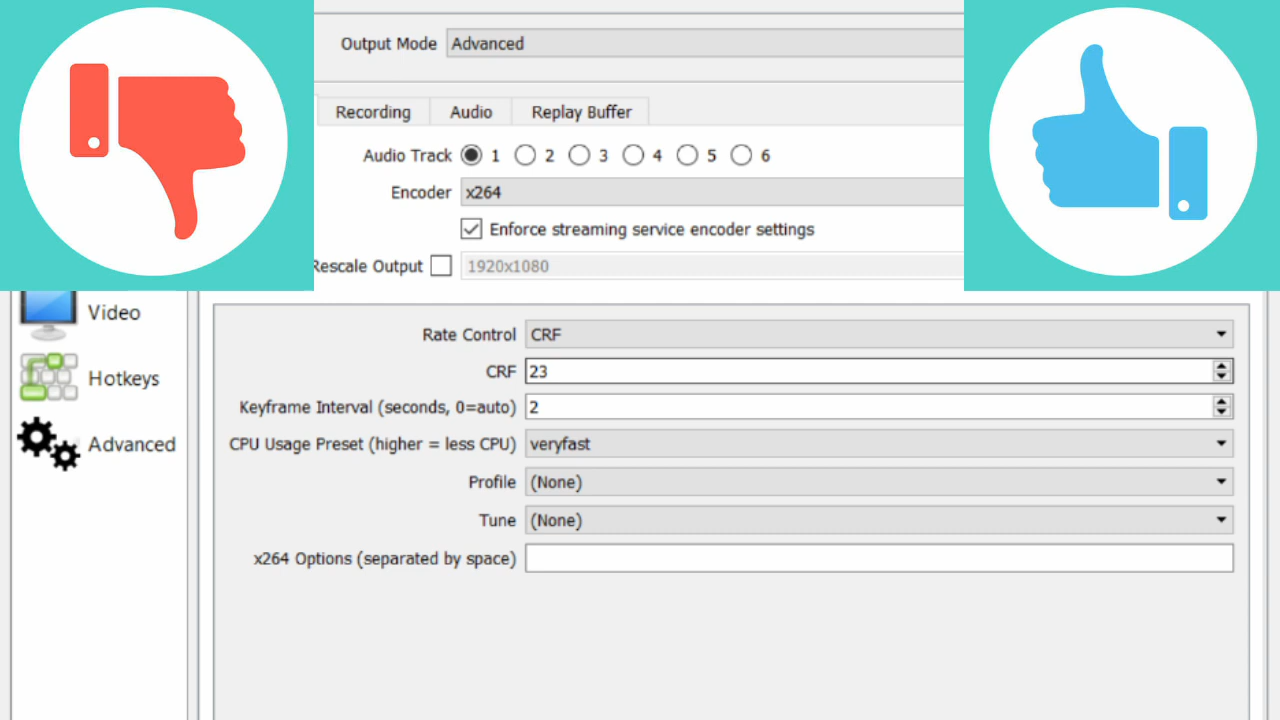 Output Mode Advanced
Recording Audio Replay Buffer
Audio Track 1 2 3 4 5 6
Encoder x264
Enforce streaming service encoder settings
Rescale Output 1920x1080
Video
Rate Control CRF
CRF 23
Hotkeys
Keyframe Interval (seconds, 0=auto) 2
Advanced
CPU Usage Preset (higher = less CPU) veryfast
Profile (None)
Tune (None)
x264 Options (separated by space)